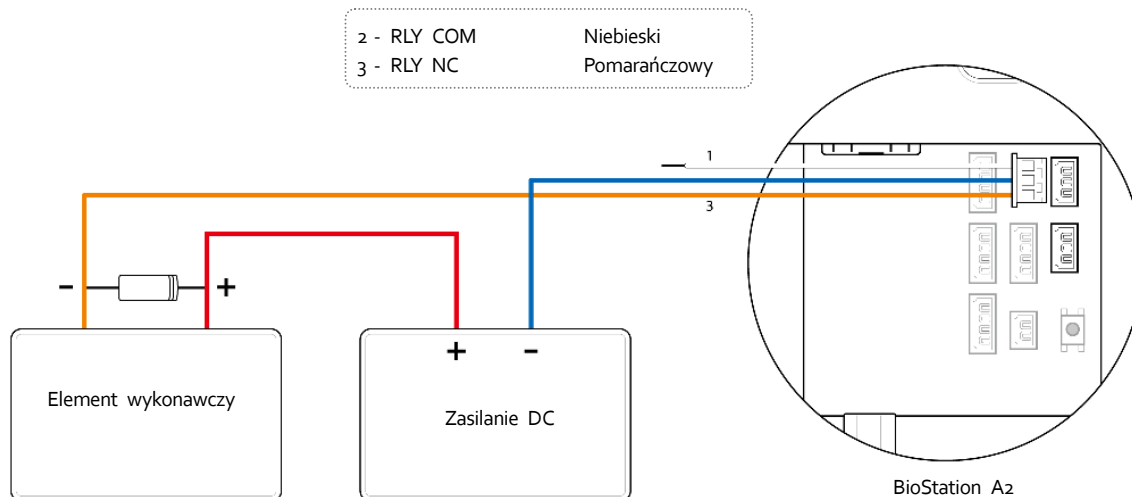 2 - RLY COM Niebieski
3 - RLY NC Pomarańczowy
1
3
- +
+ -
Element wykonawczy
Zasilanie DC
BioStation A2